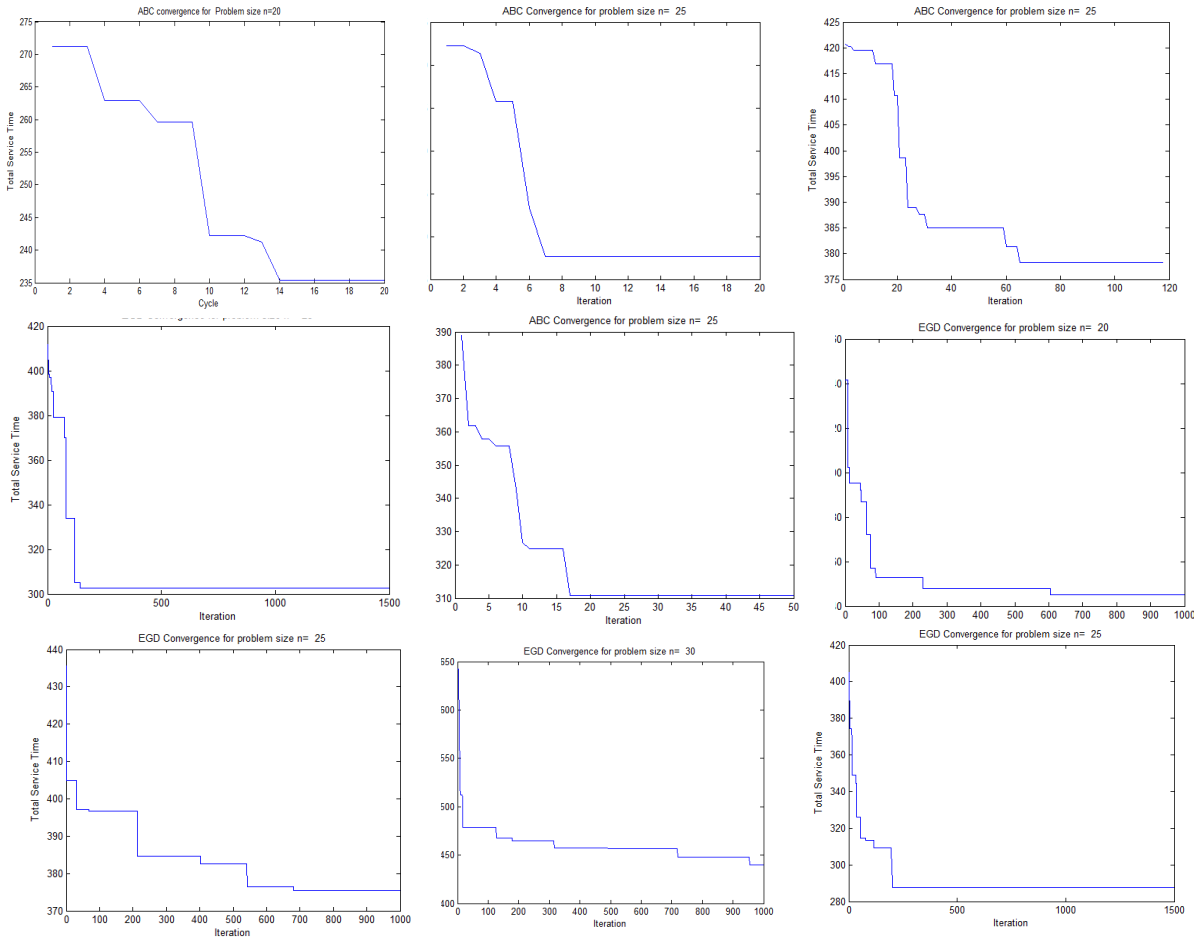 ABC convergence for Problem size n=20
275
270
265
260
255
250
245
240
235
0 2 4 6 8 10 12 14 16 18 20
Total Service Time
Cycle
ABC Convergence for problem size n= 25
0 2 4 6 8 10 12 14 16 18 20
Iteration
ABC Convergence for problem size n= 25
425
420
415
410
405
400
395
390
385
380
375
0 20 40 60 80 100 120
Total Service Time
Iteration
420
400
380
360
340
320
300
0 500 1000 1500
Total Service Time
Iteration
ABC Convergence for problem size n= 25
390
380
370
360
350
340
330
320
310
0 5 10 15 20 25 30 35 40 45 50
Total Service Time
Iteration
EGD Convergence for problem size n= 20
0 100 200 300 400 500 600 700 800 900 1000
Iteration
EGD Convergence for problem size n= 25
440
430
420
410
400
390
380
370
0 100 200 300 400 500 600 700 800 900 1000
Total Service Time
Iteration
EGD Convergence for problem size n= 30
650
600
550
500
450
400
0 100 200 300 400 500 600 700 800 900 1000
Iteration
EGD Convergence for problem size n= 25
420
400
380
360
340
320
300
280
0 500 1000 1500
Total Service Time
Iteration